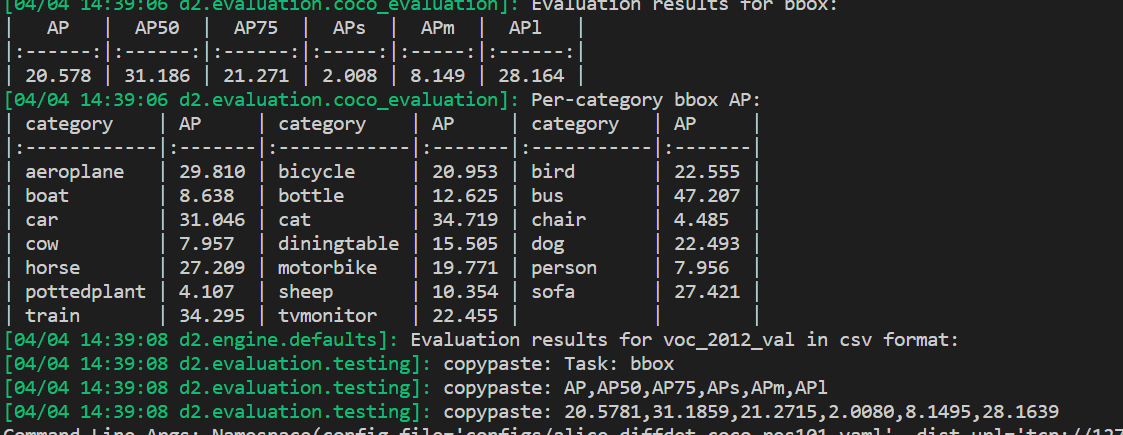 [04/04 14:39:06 d2.evaluation.coco_evaluation]: Evaluation results for bbox:
|   AP   |  AP50  |  AP75  |  APs  |  APm  |  APl   |
|:------:|:------:|:------:|:-----:|:-----:|:------:|
| 20.578 | 31.186 | 21.271 | 2.008 | 8.149 | 28.164 |
[04/04 14:39:06 d2.evaluation.coco_evaluation]: Per-category bbox AP:
| category    | AP     | category    | AP     | category   | AP     |
|:------------|:-------|:------------|:-------|:-----------|:-------|
| aeroplane   | 29.810 | bicycle     | 20.953 | bird       | 22.555 |
| boat        | 8.638  | bottle      | 12.625 | bus        | 47.207 |
| car         | 31.046 | cat         | 34.719 | chair      | 4.485  |
| cow         | 7.957  | diningtable | 15.505 | dog        | 22.493 |
| horse       | 27.209 | motorbike   | 19.771 | person     | 7.956  |
| pottedplant | 4.107  | sheep       | 10.354 | sofa       | 27.421 |
| train       | 34.295 | tvmonitor   | 22.455 |            |        |
[04/04 14:39:08 d2.engine.defaults]: Evaluation results for voc_2012_val in csv format:
[04/04 14:39:08 d2.evaluation.testing]: copypaste: Task: bbox
[04/04 14:39:08 d2.evaluation.testing]: copypaste: AP,AP50,AP75,APs,APm,APl
[04/04 14:39:08 d2.evaluation.testing]: copypaste: 20.5781,31.1859,21.2715,2.0080,8.1495,28.1639
Command Line Args: Namespace(config_file='configs/alice.diffdet.coco.res101.yaml', dist_url='tcp://127